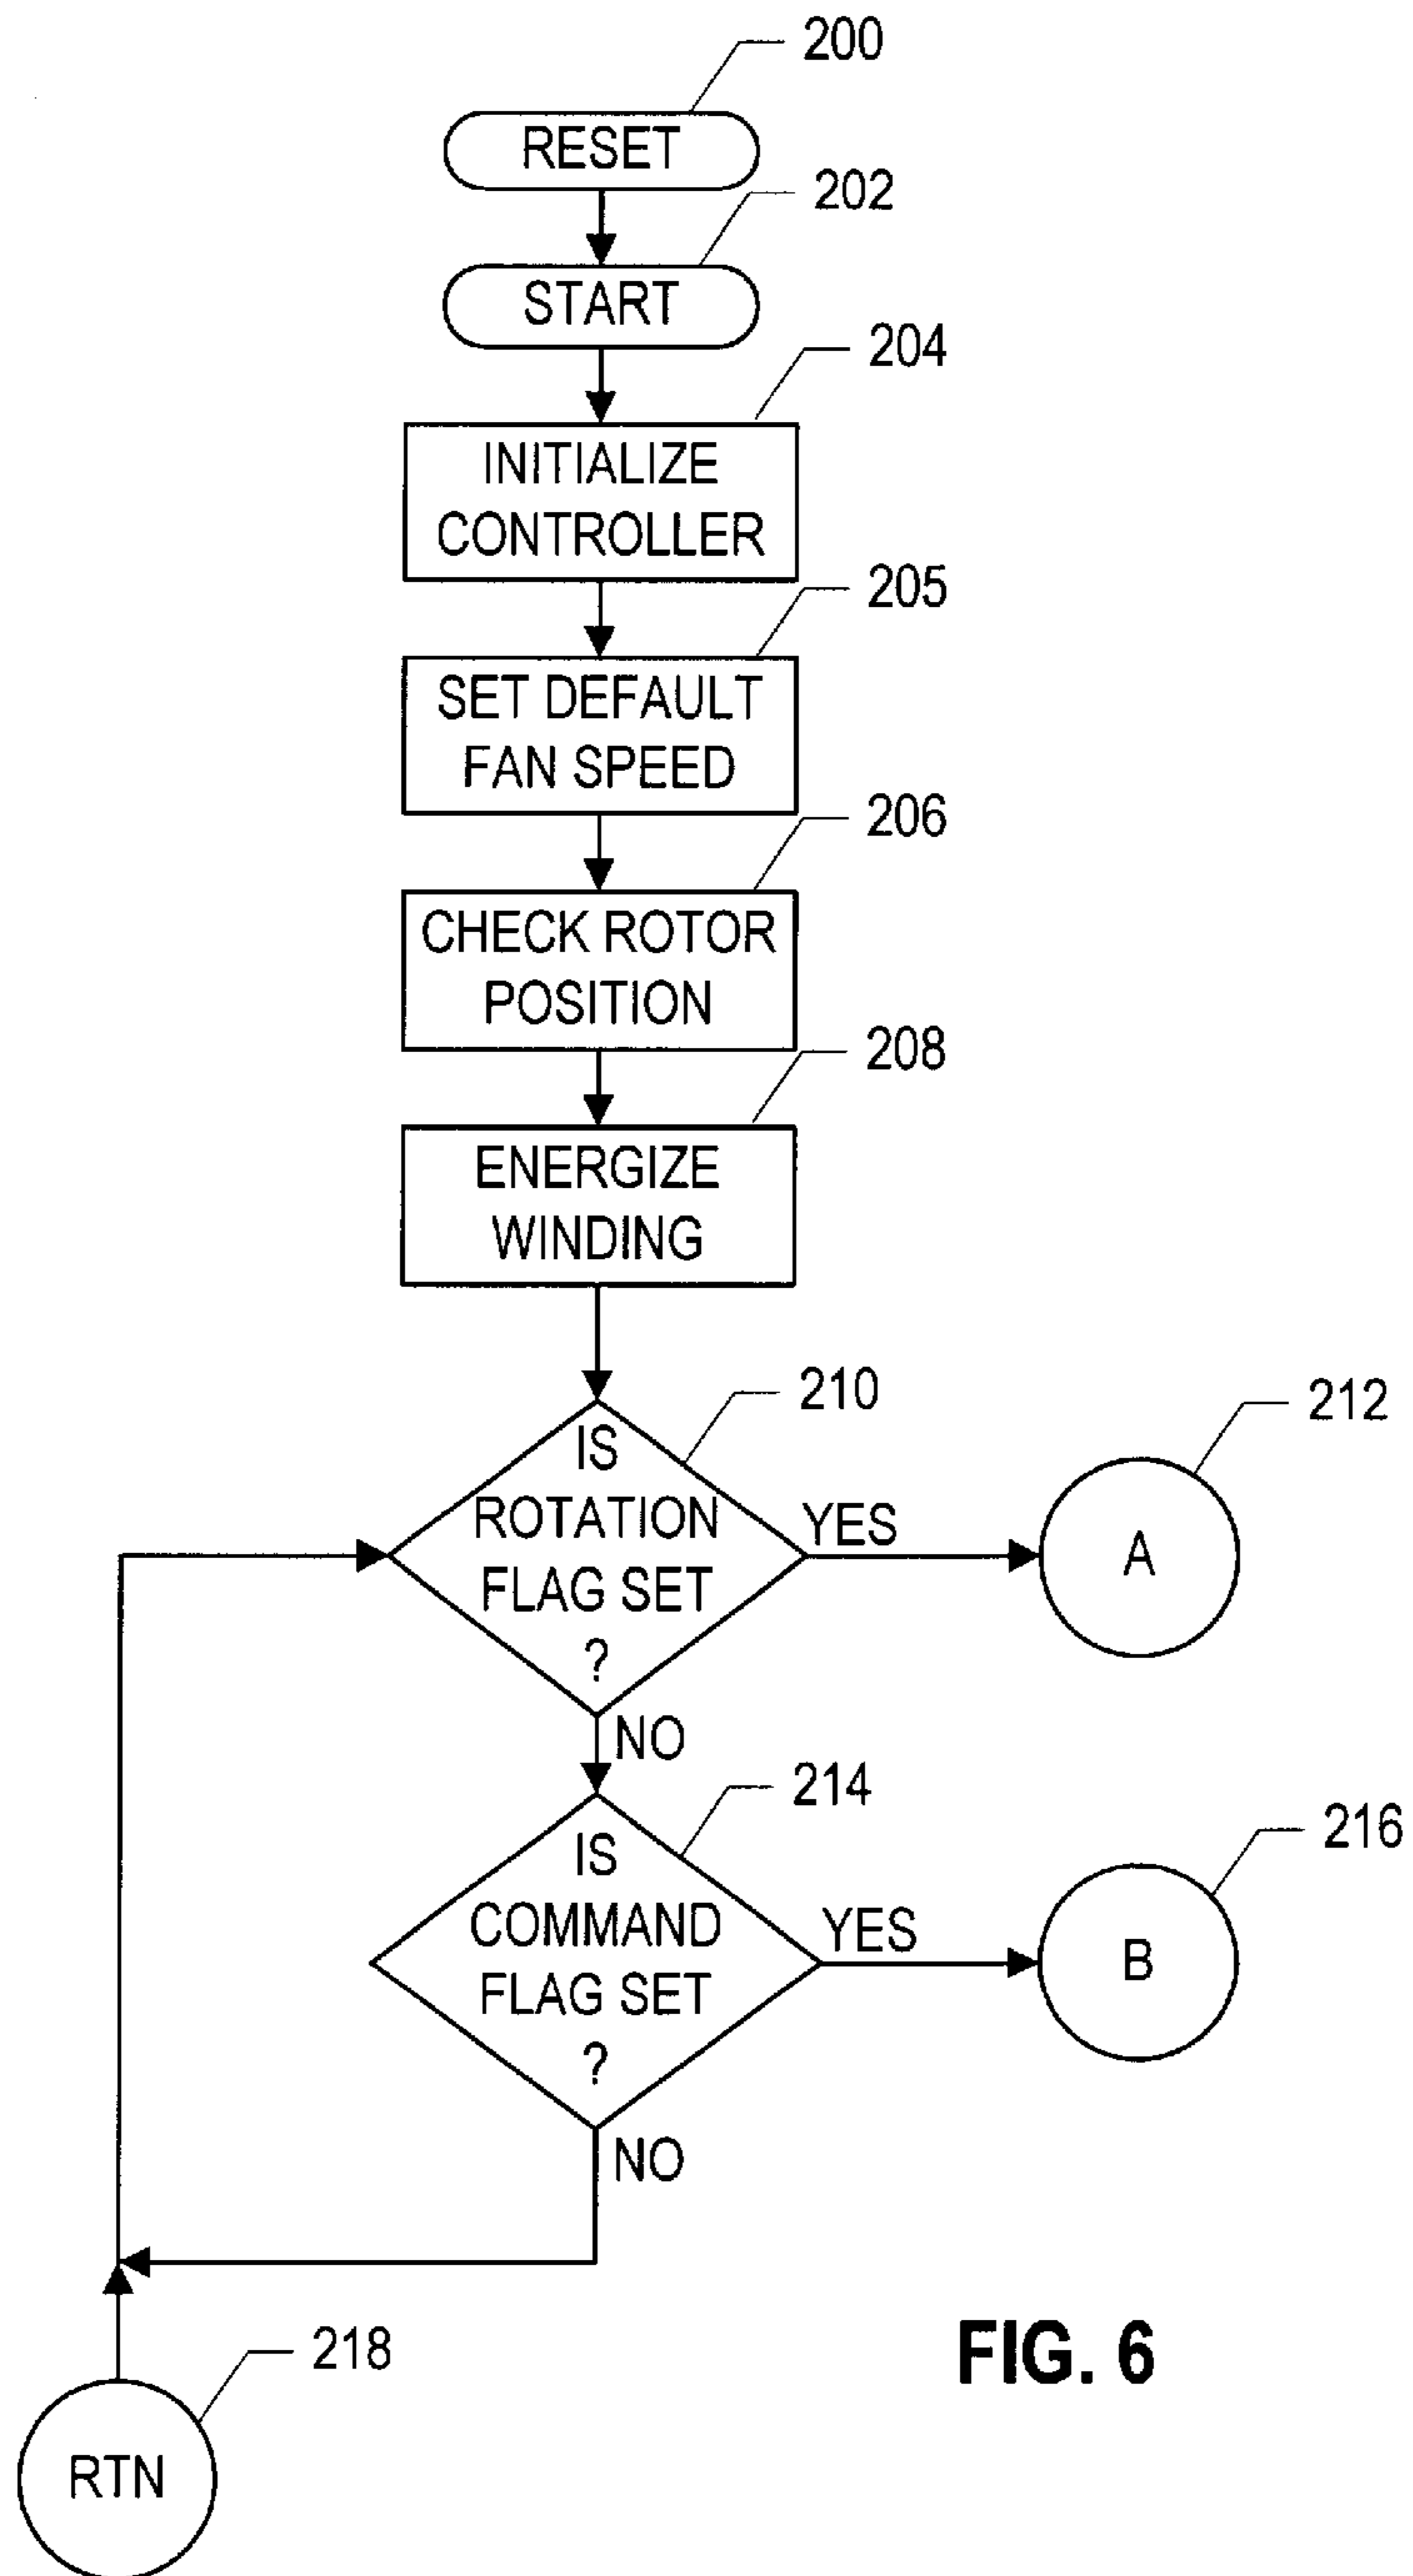 200
RESET
202
START
204
INITIALIZE
CONTROLLER
205
SET DEFAULT
FAN SPEED
206
CHECK ROTOR
POSITION
208
ENERGIZE
WINDING
210
IS
ROTATION
FLAG SET
?
YES
212
A
NO
214
IS
COMMAND
FLAG SET
?
YES
216
B
NO
218
RTN
FIG. 6